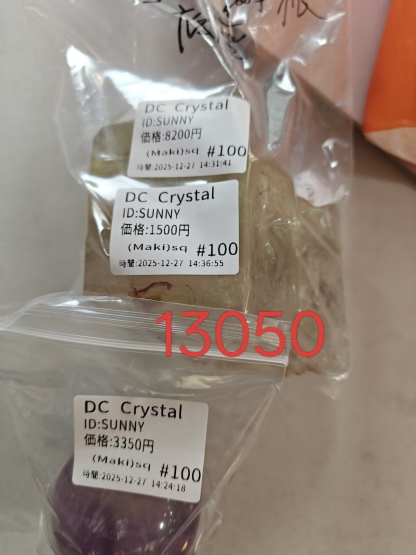 DC Crystal
ID:SUNNY
価格:8200円
(Maki)sq #100
時間:2025-12-27 14:31:41
DC Crystal
ID:SUNNY
価格:1500円
(Maki)sq #100
時間:2025-12-27 14:36:55
13050
DC Crystal
ID:SUNNY
価格:3350円
(Maki)sq #100
時間:2025-12-27 14:24:18